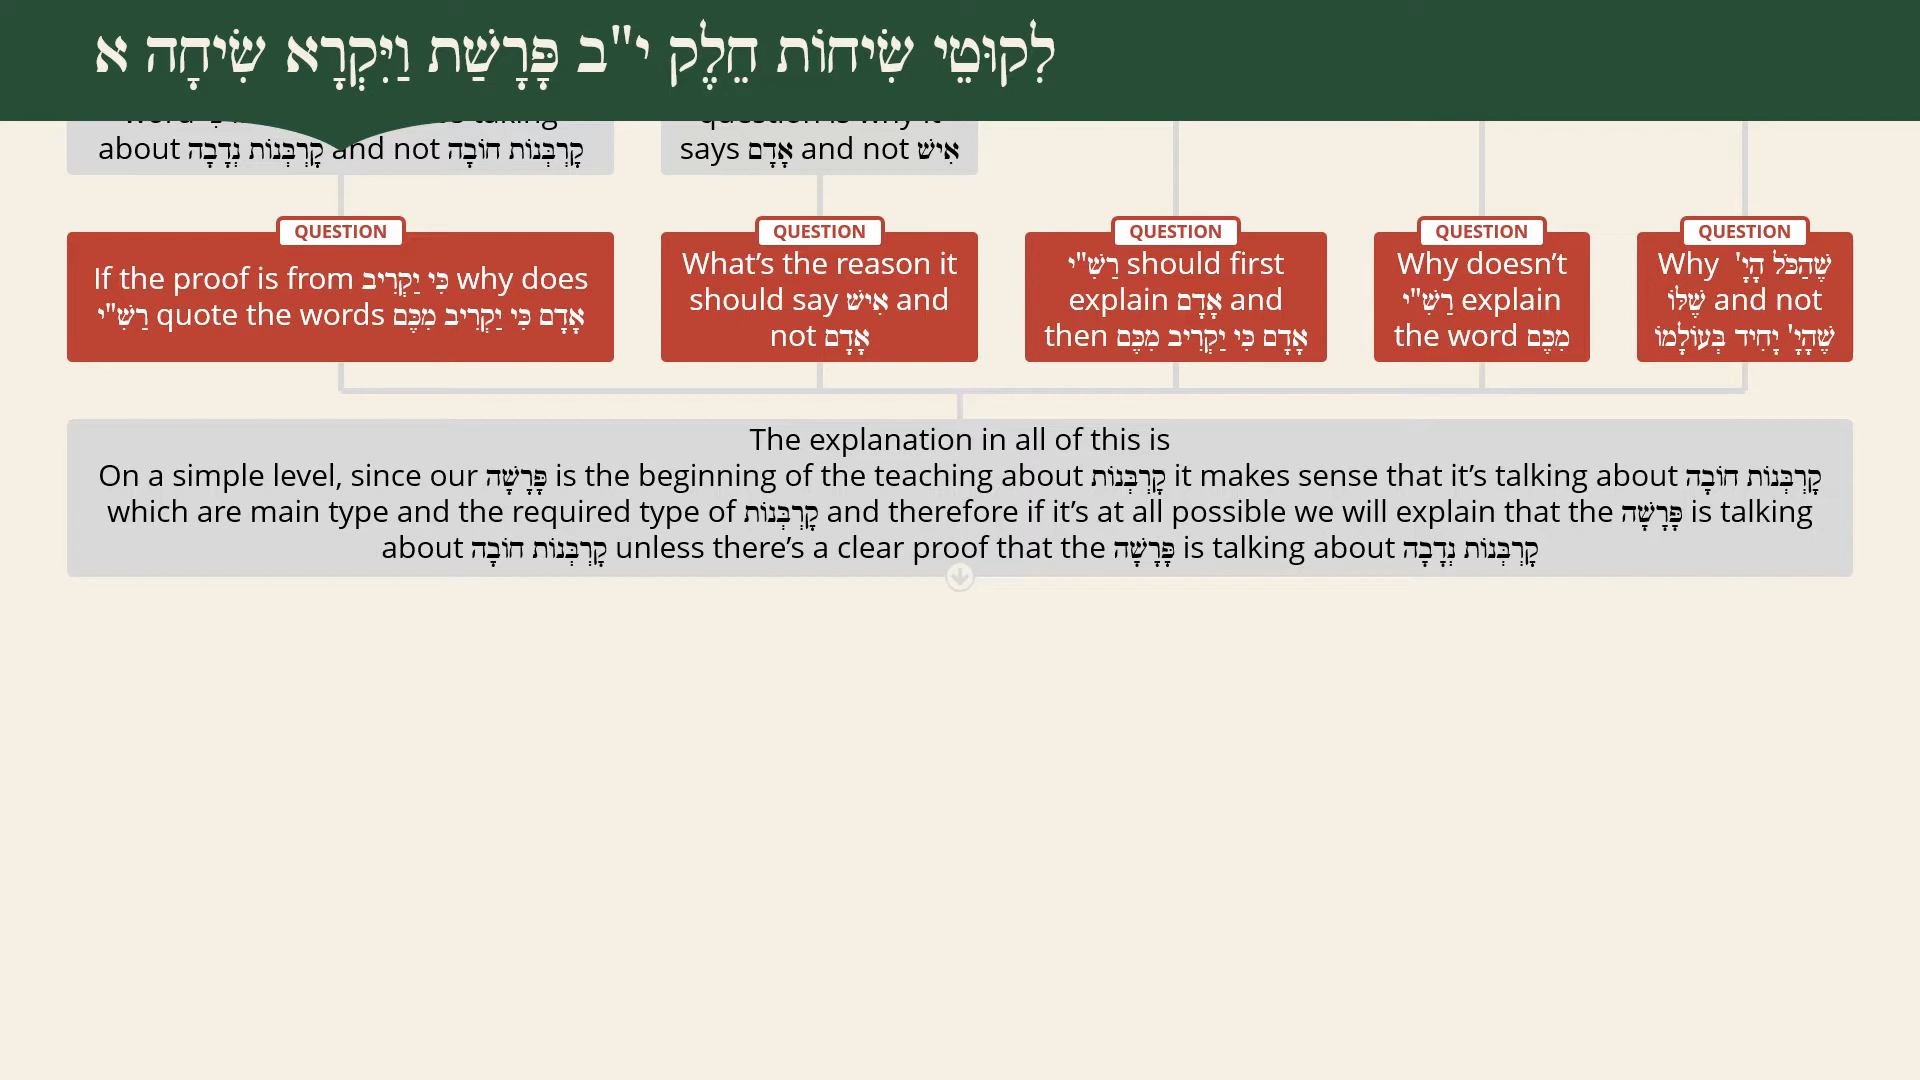 לִקוּטֵי שִׂיחוֹת חֵלֶק י"ב פָּרָשַׁת וַיִּקְרָא שִׂיחָה א
about קָרְבְּנוֹת נְדָבָה and not קָרְבְּנוֹת חוֹבָה
question is why it
says אָדָם and not אִישׁ
QUESTION
If the proof is from כִּי יַקְרִיב why does
רַשִׁ"י quote the words אָדָם כִּי יַקְרִיב מִכֶּם
QUESTION
What’s the reason it
should say אִישׁ and
not אָדָם
QUESTION
רַשִׁ"י should first
explain אָדָם and
then אָדָם כִּי יַקְרִיב מִכֶּם
QUESTION
Why doesn’t
רַשִׁ"י explain
the word מִכֶּם
QUESTION
Why שֶׁהַכֹּל הָיָ'
שֶׁלּוֹ and not
שֶׁהָיָ' יָחִיד בְּעוֹלָמוֹ
The explanation in all of this is
On a simple level, since our פָּרָשָׁה is the beginning of the teaching about קָרְבְּנוֹת it makes sense that it’s talking about קָרְבְּנוֹת חוֹבָה
which are main type and the required type of קָרְבְּנוֹת and therefore if it’s at all possible we will explain that the פָּרָשָׁה is talking
about קָרְבְּנוֹת חוֹבָה unless there’s a clear proof that the פָּרָשָׁה is talking about קָרְבְּנוֹת נְדָבָה